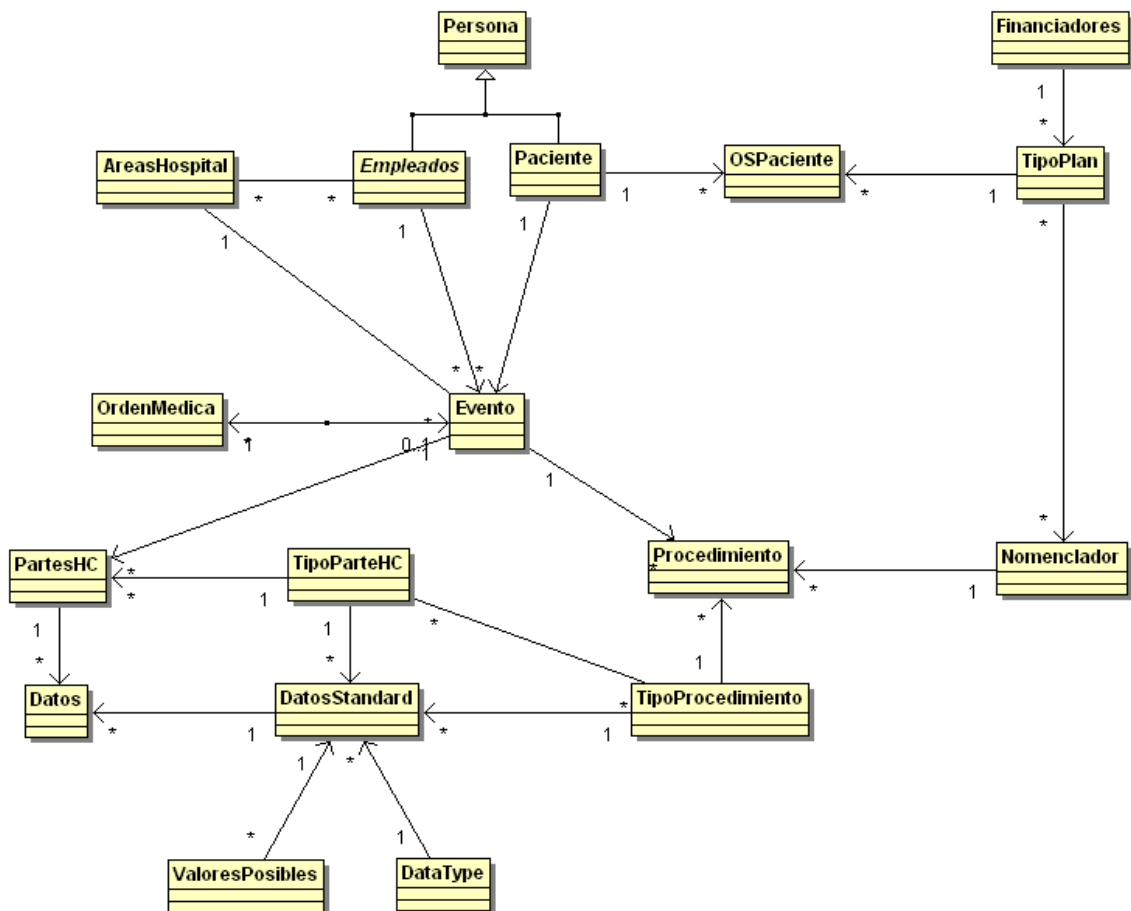 Persona
Financiadores
1
*
AreasHospital
Empleados
Paciente
OSPaciente
TipoPlan
* * 1 * * 1
1 1 1 *
* *
OrdenMedica
Evento
*
*
1
0..1
1
*
PartesHC
TipoParteHC
Procedimiento
Nomenclador
*
*
* 1 * 1
1 1 * *
* * 1
Datos
DatosStandard
TipoProcedimiento
*
* 1 * 1
1 *
* 1
ValoresPosibles
DataType